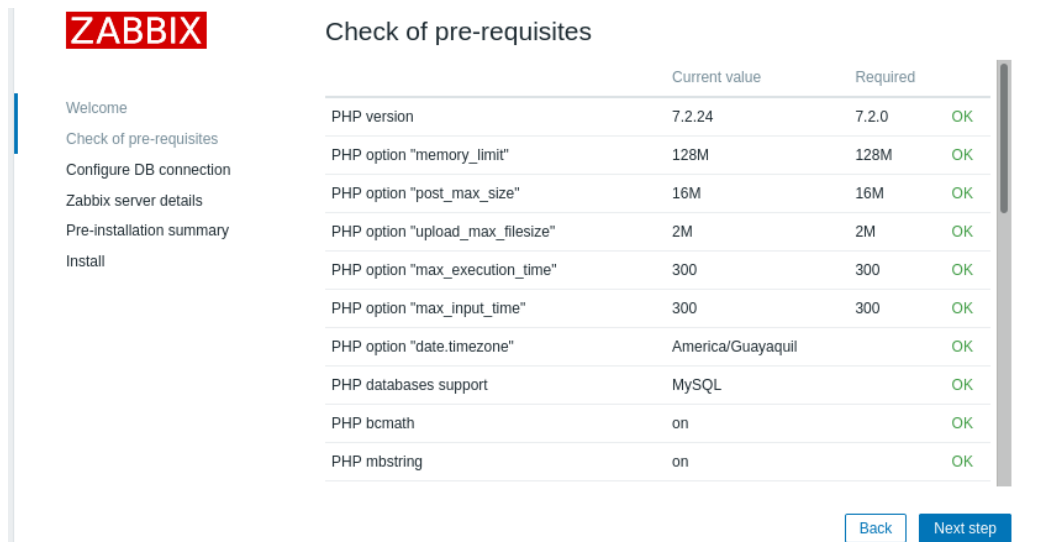 ZABBIX
Check of pre-requisites
Welcome
Check of pre-requisites
Configure DB connection
Zabbix server details
Pre-installation summary
Install
Current value Required
PHP version 7.2.24 7.2.0 OK
PHP option "memory_limit" 128M 128M OK
PHP option "post_max_size" 16M 16M OK
PHP option "upload_max_filesize" 2M 2M OK
PHP option "max_execution_time" 300 300 OK
PHP option "max_input_time" 300 300 OK
PHP option "date.timezone" America/Guayaquil OK
PHP databases support MySQL OK
PHP bcmath on OK
PHP mbstring on OK
Back Next step